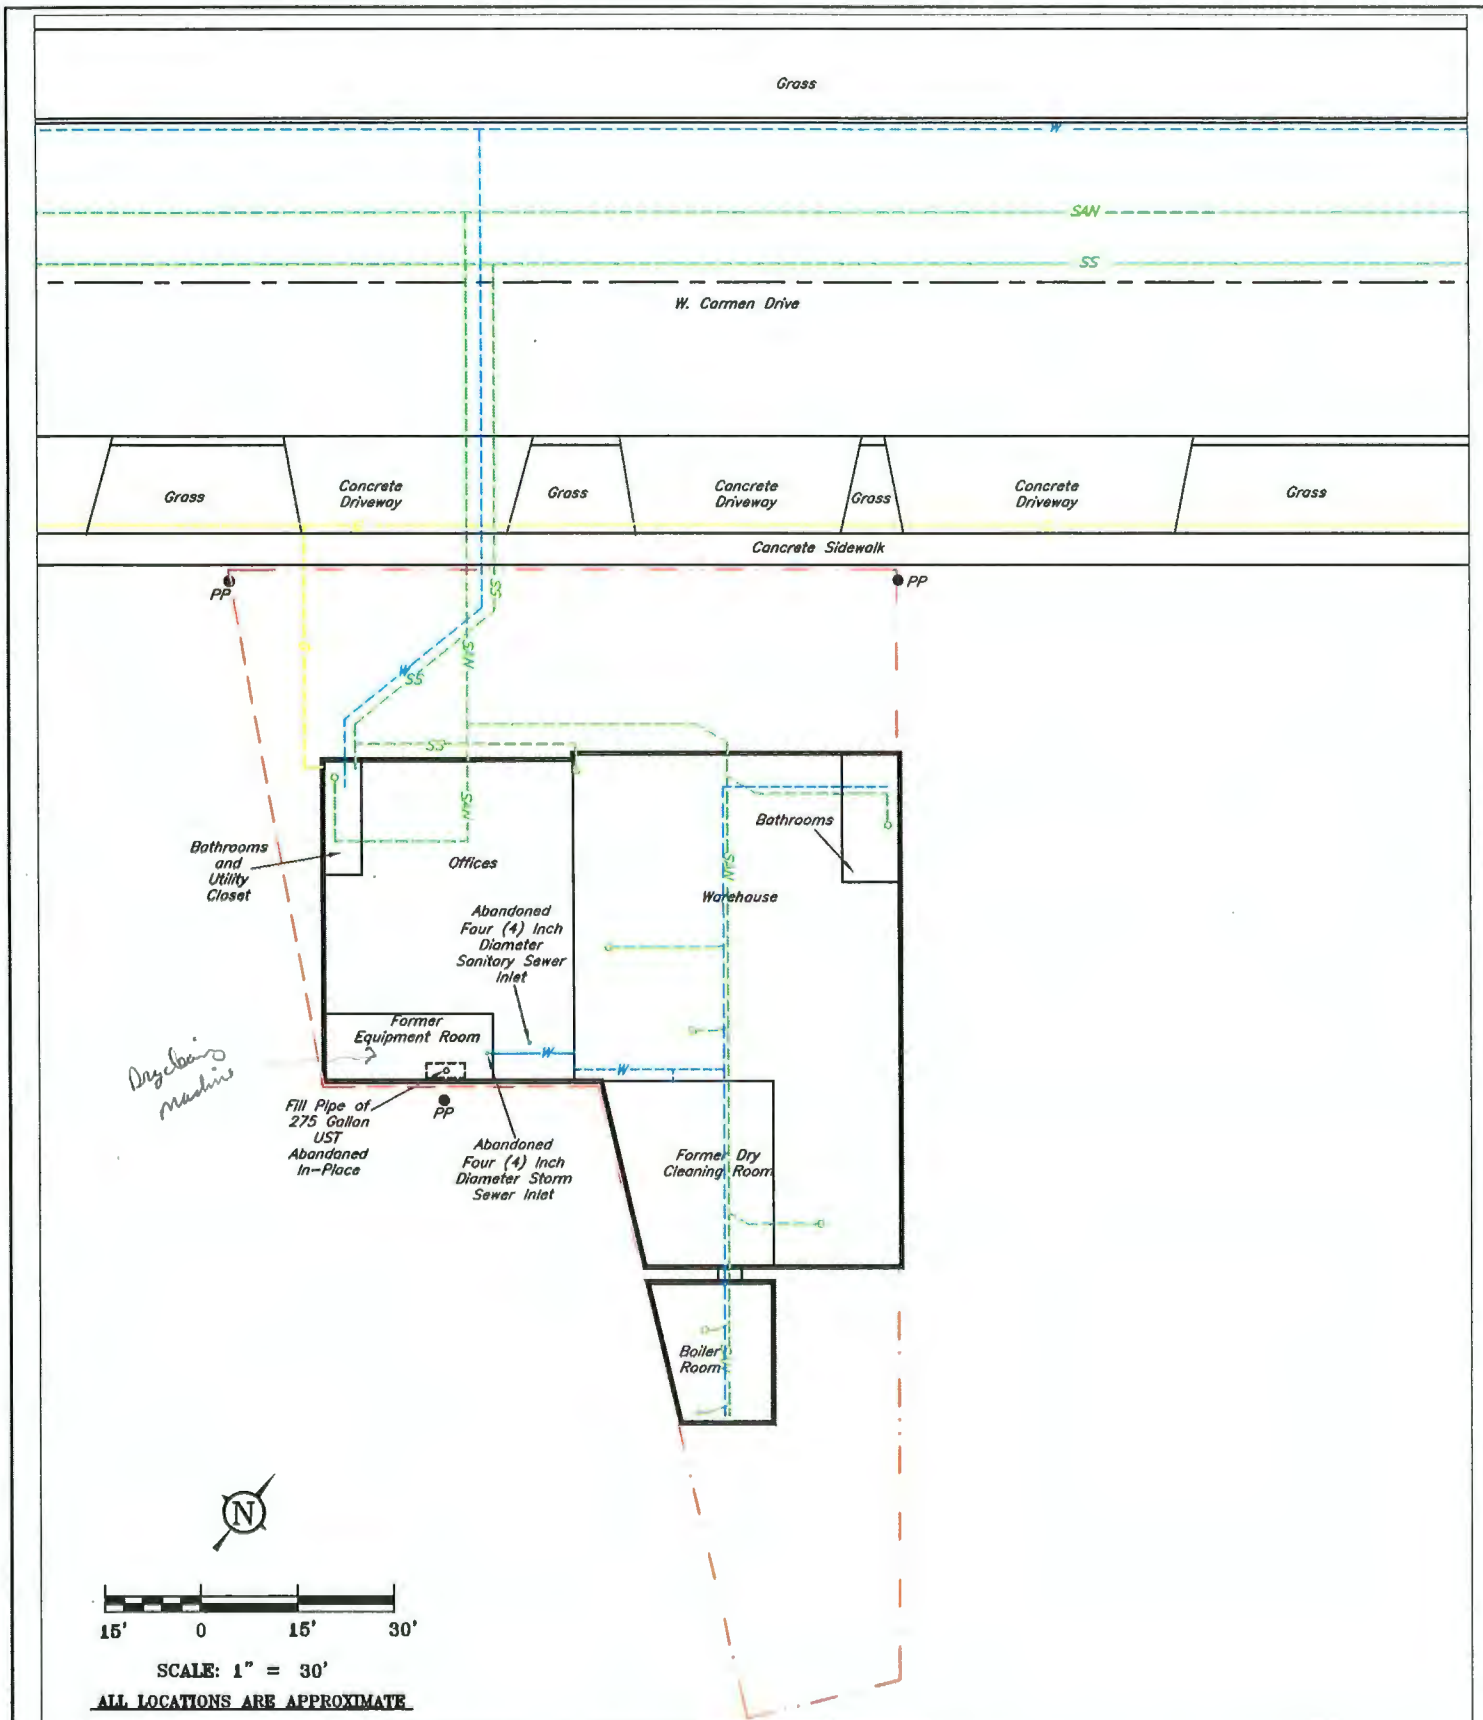 Grass
W
SAN
SS
W. Carmen Drive
Grass
Concrete
Driveway
Grass
Concrete
Driveway
Grass
Concrete
Driveway
Grass
Concrete Sidewalk
PP
PP
SS
SAN
W
SS
SS
SAN
Bathrooms
and
Utility
Closet
Offices
Bathrooms
SAN
Warehouse
Abandoned
Four (4) Inch
Diameter
Sanitary Sewer
Inlet
Former
Equipment Room
W
W
Drycleaning
machine
Fill Pipe of
275 Gallon
UST
Abandoned
In-Place
PP
Abandoned
Four (4) Inch
Diameter Storm
Sewer Inlet
Former Dry
Cleaning Room
Boiler
Room
SAN
N
15' 0 15' 30'
SCALE: 1" = 30'
ALL LOCATIONS ARE APPROXIMATE